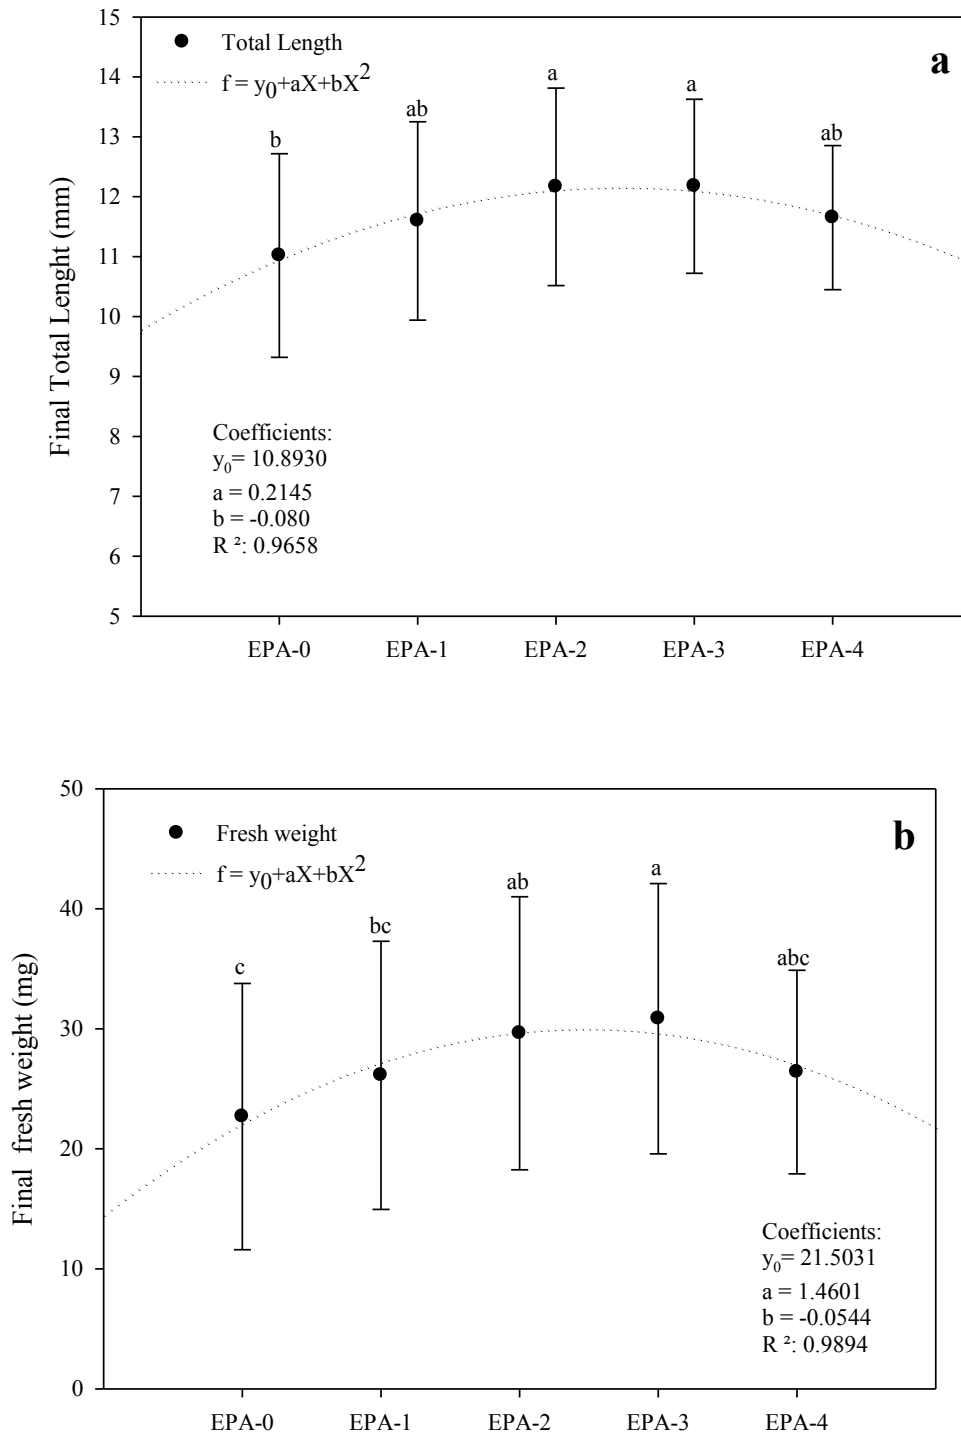 15
14
13
12
11
10
9
8
7
6
5
Final Total Lenght (mm)
Total Length
f = y0+aX+bX2
a
b
ab
a
a
ab
Coefficients:
y0= 10.8930
a = 0.2145
b = -0.080
R ²: 0.9658
EPA-0 EPA-1 EPA-2 EPA-3 EPA-4
50
40
30
20
10
0
Final fresh weight (mg)
Fresh weight
f = y0+aX+bX2
b
c
bc
ab
a
abc
Coefficients:
y0= 21.5031
a = 1.4601
b = -0.0544
R ²: 0.9894
EPA-0 EPA-1 EPA-2 EPA-3 EPA-4